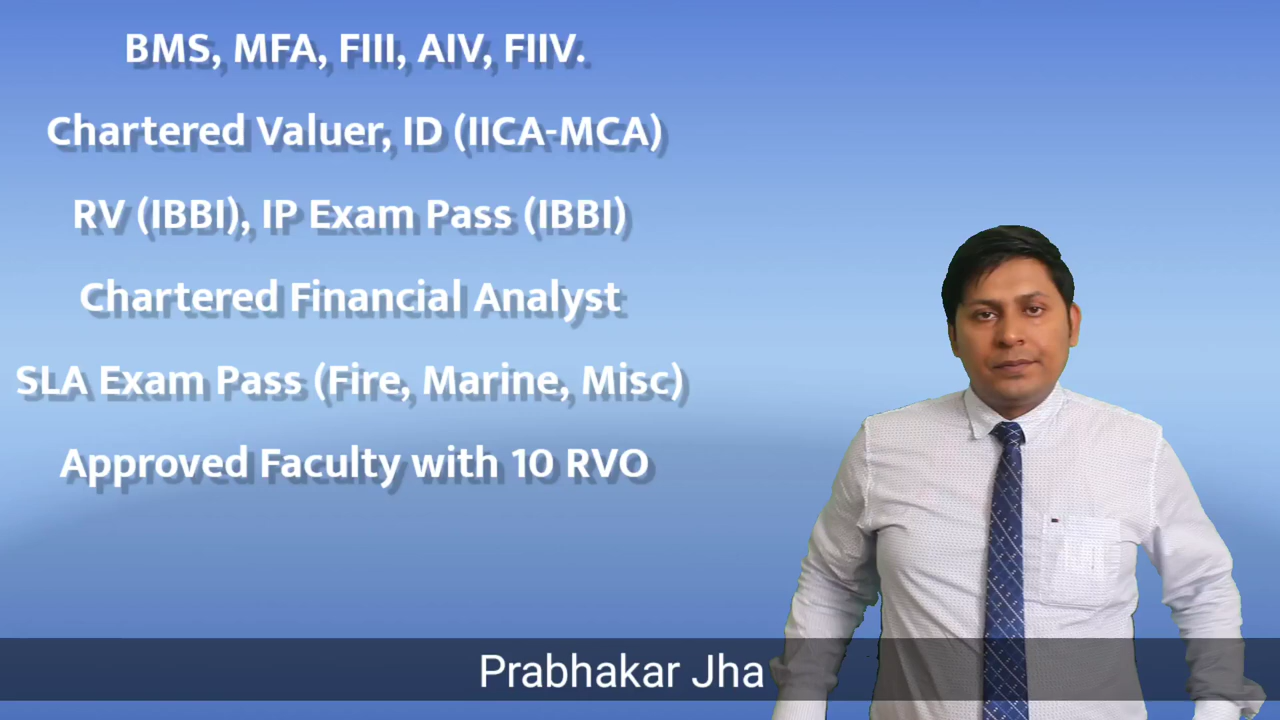 BMS, MFA, FIII, AIV, FIIV.
Chartered Valuer, ID (IICA-MCA)
RV (IBBI), IP Exam Pass (IBBI)
Chartered Financial Analyst
SLA Exam Pass (Fire, Marine, Misc)
Approved Faculty with 10 RVO
Prabhakar Jha